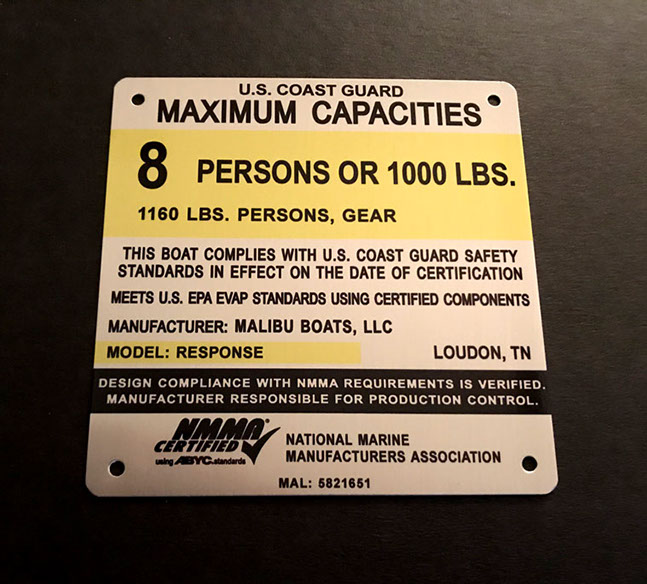 U.S. COAST GUARD
MAXIMUM CAPACITIES
8 PERSONS OR 1000 LBS.
1160 LBS. PERSONS, GEAR
THIS BOAT COMPLIES WITH U.S. COAST GUARD SAFETY
STANDARDS IN EFFECT ON THE DATE OF CERTIFICATION
MEETS U.S. EPA EVAP STANDARDS USING CERTIFIED COMPONENTS
MANUFACTURER: MALIBU BOATS, LLC
MODEL: RESPONSE LOUDON, TN
DESIGN COMPLIANCE WITH NMMA REQUIREMENTS IS VERIFIED.
MANUFACTURER RESPONSIBLE FOR PRODUCTION CONTROL.
NMMA®
CERTIFIED
using ABYC standards
NATIONAL MARINE
MANUFACTURERS ASSOCIATION
MAL: 5821651